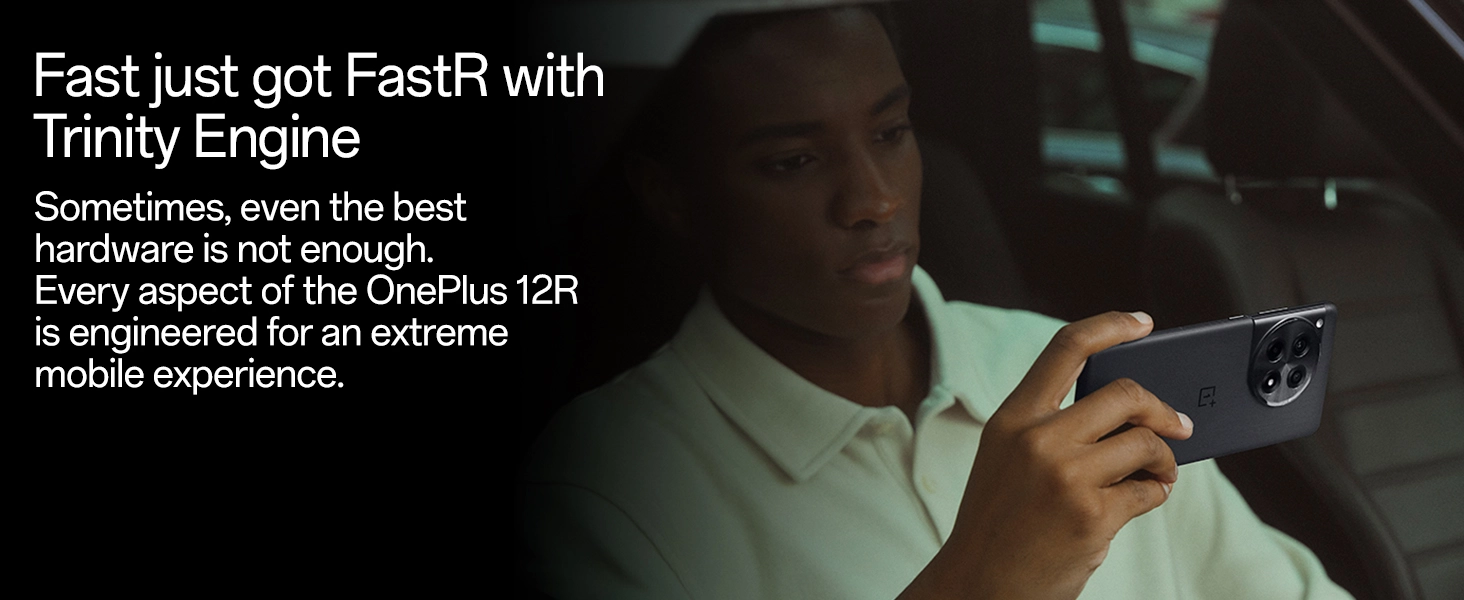 Fast just got FastR with
Trinity Engine
Sometimes, even the best
hardware is not enough.
Every aspect of the OnePlus 12R
is engineered for an extreme
mobile experience.